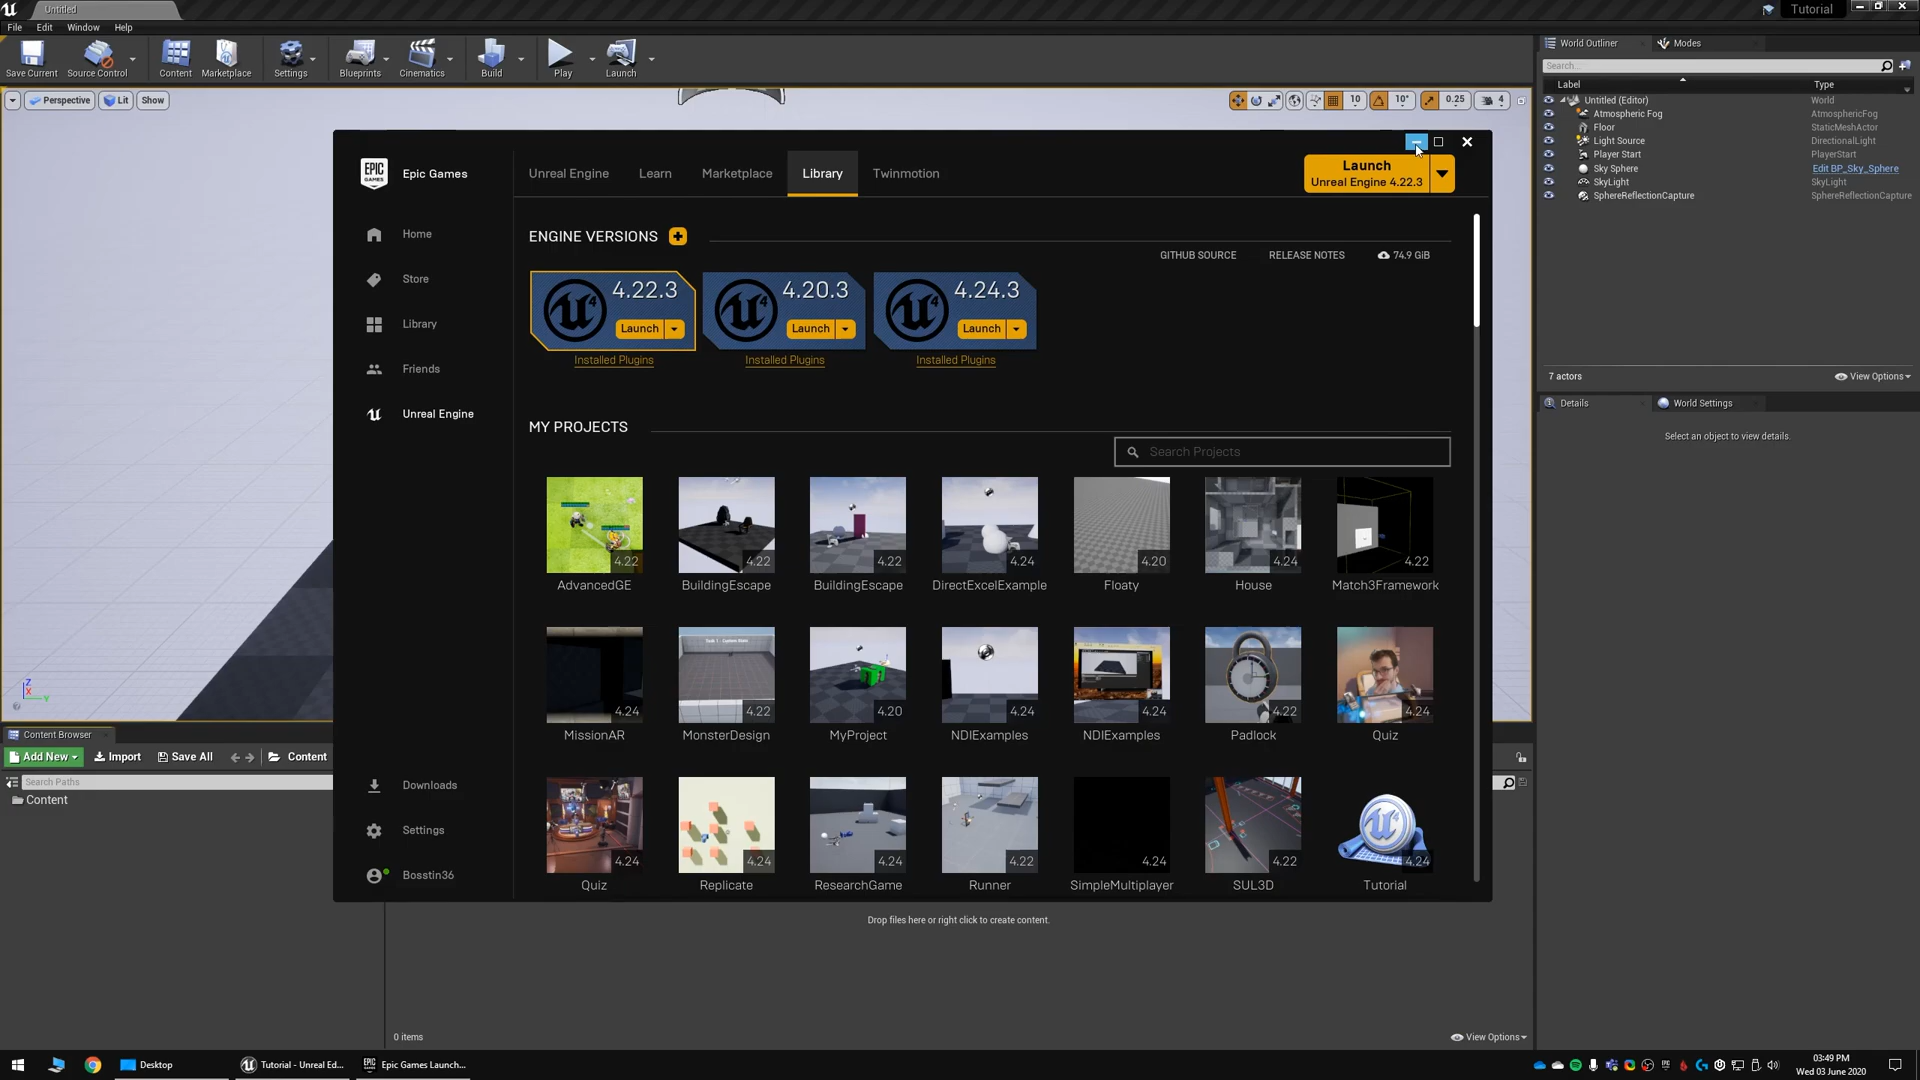 Untitled
Tutorial
File Edit Window Help
Save Current Source Control Content Marketplace Settings Blueprints Cinematics Build Play Launch
Perspective Lit Show
10 10° 0.25 4
World Outliner Modes
Search...
Label Type
Untitled (Editor) World
Atmospheric Fog AtmosphericFog
Floor StaticMeshActor
Light Source DirectionalLight
Player Start PlayerStart
Sky Sphere Edit BP_Sky_Sphere
SkyLight SkyLight
SphereReflectionCapture SphereReflectionCapture
7 actors View Options
Details World Settings
Select an object to view details.
EPIC GAMES
Epic Games
Home
Store
Library
Friends
Unreal Engine
Downloads
Settings
Bosstin36
Unreal Engine Learn Marketplace Library Twinmotion
Launch
Unreal Engine 4.22.3
ENGINE VERSIONS
GITHUB SOURCE RELEASE NOTES 74.9 GiB
4.22.3 4.20.3 4.24.3
Launch Launch Launch
Installed Plugins Installed Plugins Installed Plugins
MY PROJECTS
Search Projects
4.22 4.22 4.22 4.24 4.20 4.24 4.22
AdvancedGE BuildingEscape BuildingEscape DirectExcelExample Floaty House Match3Framework
4.24 4.22 4.20 4.24 4.24 4.22 4.24
MissionAR MonsterDesign MyProject NDIExamples NDIExamples Padlock Quiz
4.24 4.24 4.24 4.22 4.24 4.22 4.24
Quiz Replicate ResearchGame Runner SimpleMultiplayer SUL3D Tutorial
Z
X
Y
Content Browser
Add New Import Save All Content
Search Paths
Content
Drop files here or right click to create content.
0 items View Options
Desktop Tutorial - Unreal Ed... Epic Games Launch...
03:49 PM
Wed 03 June 2020